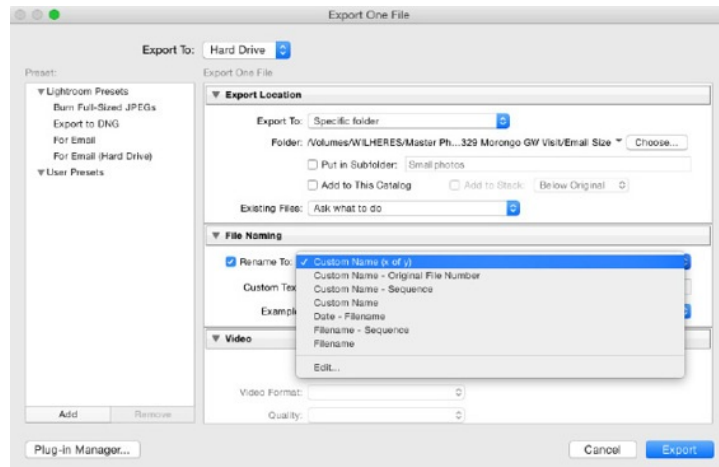 Export One File
Export To: Hard Drive
Preset:
Export One File
▼ Lightroom Presets
Burn Full-Sized JPEGs
Export to DNG
For Email
For Email (Hard Drive)
▼ User Presets
Add Remove
▼ Export Location
Export To: Specific folder
Folder: /Volumes/WILHERES/Master Ph...329 Morongo GW Visit/Email Size Choose...
Put in Subfolder: Small photos
Add to This Catalog Add to Stack: Below Original
Existing Files: Ask what to do
▼ File Naming
Rename To: ✓ Custom Name (x of y)
Custom Name - Original File Number
Custom Tex Custom Name - Sequence
Custom Name
Exampl Date - Filename
Filename - Sequence
▼ Video Filename
Edit...
Video Format:
Quality:
Plug-in Manager... Cancel Export